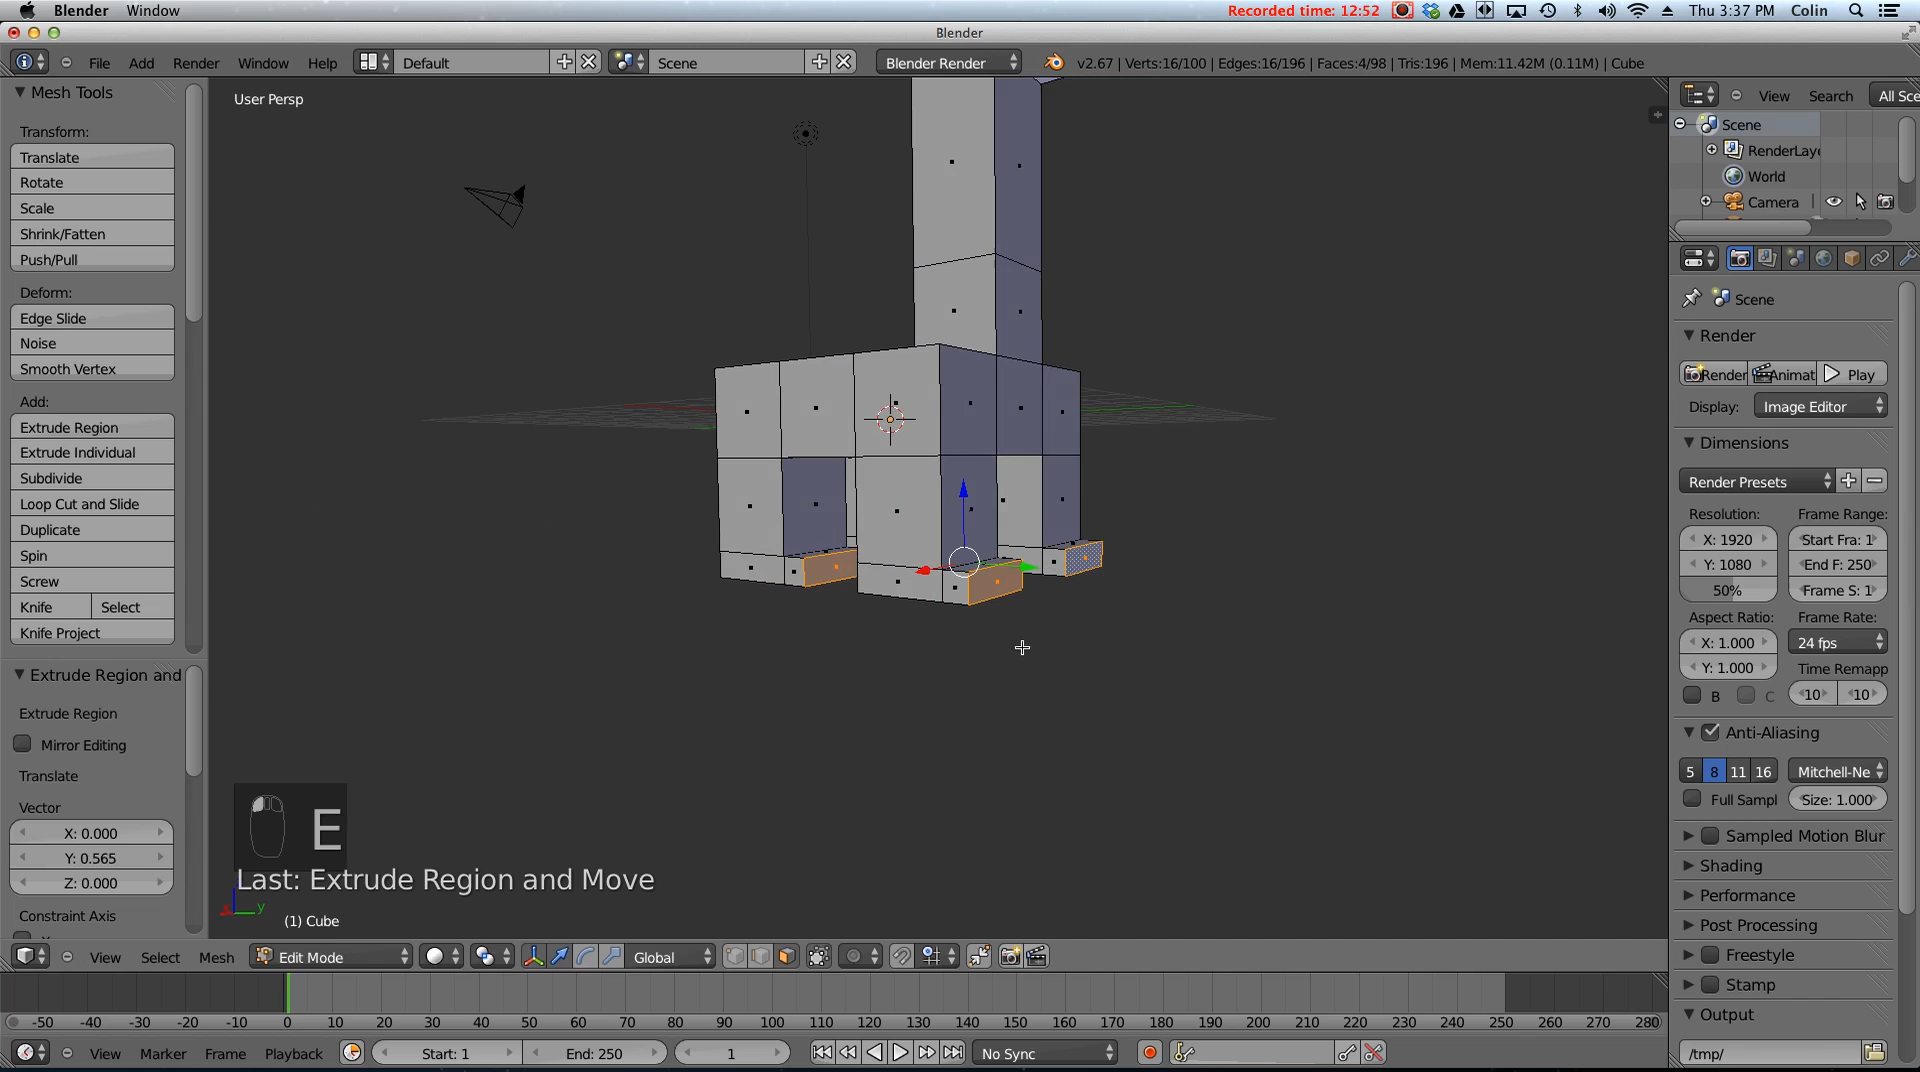 Blender Window Recorded time: 12:52 Thu 3:37 PM Colin
Blender
File Add Render Window Help Default Scene Blender Render v2.67 | Verts:16/100 | Edges:16/196 | Faces:4/98 | Tris:196 | Mem:11.42M (0.11M) | Cube
Mesh Tools
Transform:
Translate
Rotate
Scale
Shrink/Fatten
Push/Pull
Deform:
Edge Slide
Noise
Smooth Vertex
Add:
Extrude Region
Extrude Individual
Subdivide
Loop Cut and Slide
Duplicate
Spin
Screw
Knife Select
Knife Project
Extrude Region and
Extrude Region
Mirror Editing
Translate
Vector
X: 0.000
Y: 0.565
Z: 0.000
Constraint Axis
User Persp
E
Last: Extrude Region and Move
y
(1) Cube
View Search All Sce
Scene
RenderLaye
World
Camera
Scene
Render
Render Animat Play
Display: Image Editor
Dimensions
Render Presets
Resolution: Frame Range:
X: 1920 Start Fra: 1
Y: 1080 End F: 250
50% Frame S: 1
Aspect Ratio: Frame Rate:
X: 1.000 24 fps
Y: 1.000 Time Remapp
B C 10 10
Anti-Aliasing
5 8 11 16 Mitchell-Ne
Full Sampl Size: 1.000
Sampled Motion Blur
Shading
Performance
Post Processing
Freestyle
Stamp
Output
/tmp/
View Select Mesh Edit Mode Global
-50 -40 -30 -20 -10 0 10 20 30 40 50 60 70 80 90 100 110 120 130 140 150 160 170 180 190 200 210 220 230 240 250 260 270 280
View Marker Frame Playback Start: 1 End: 250 1 No Sync